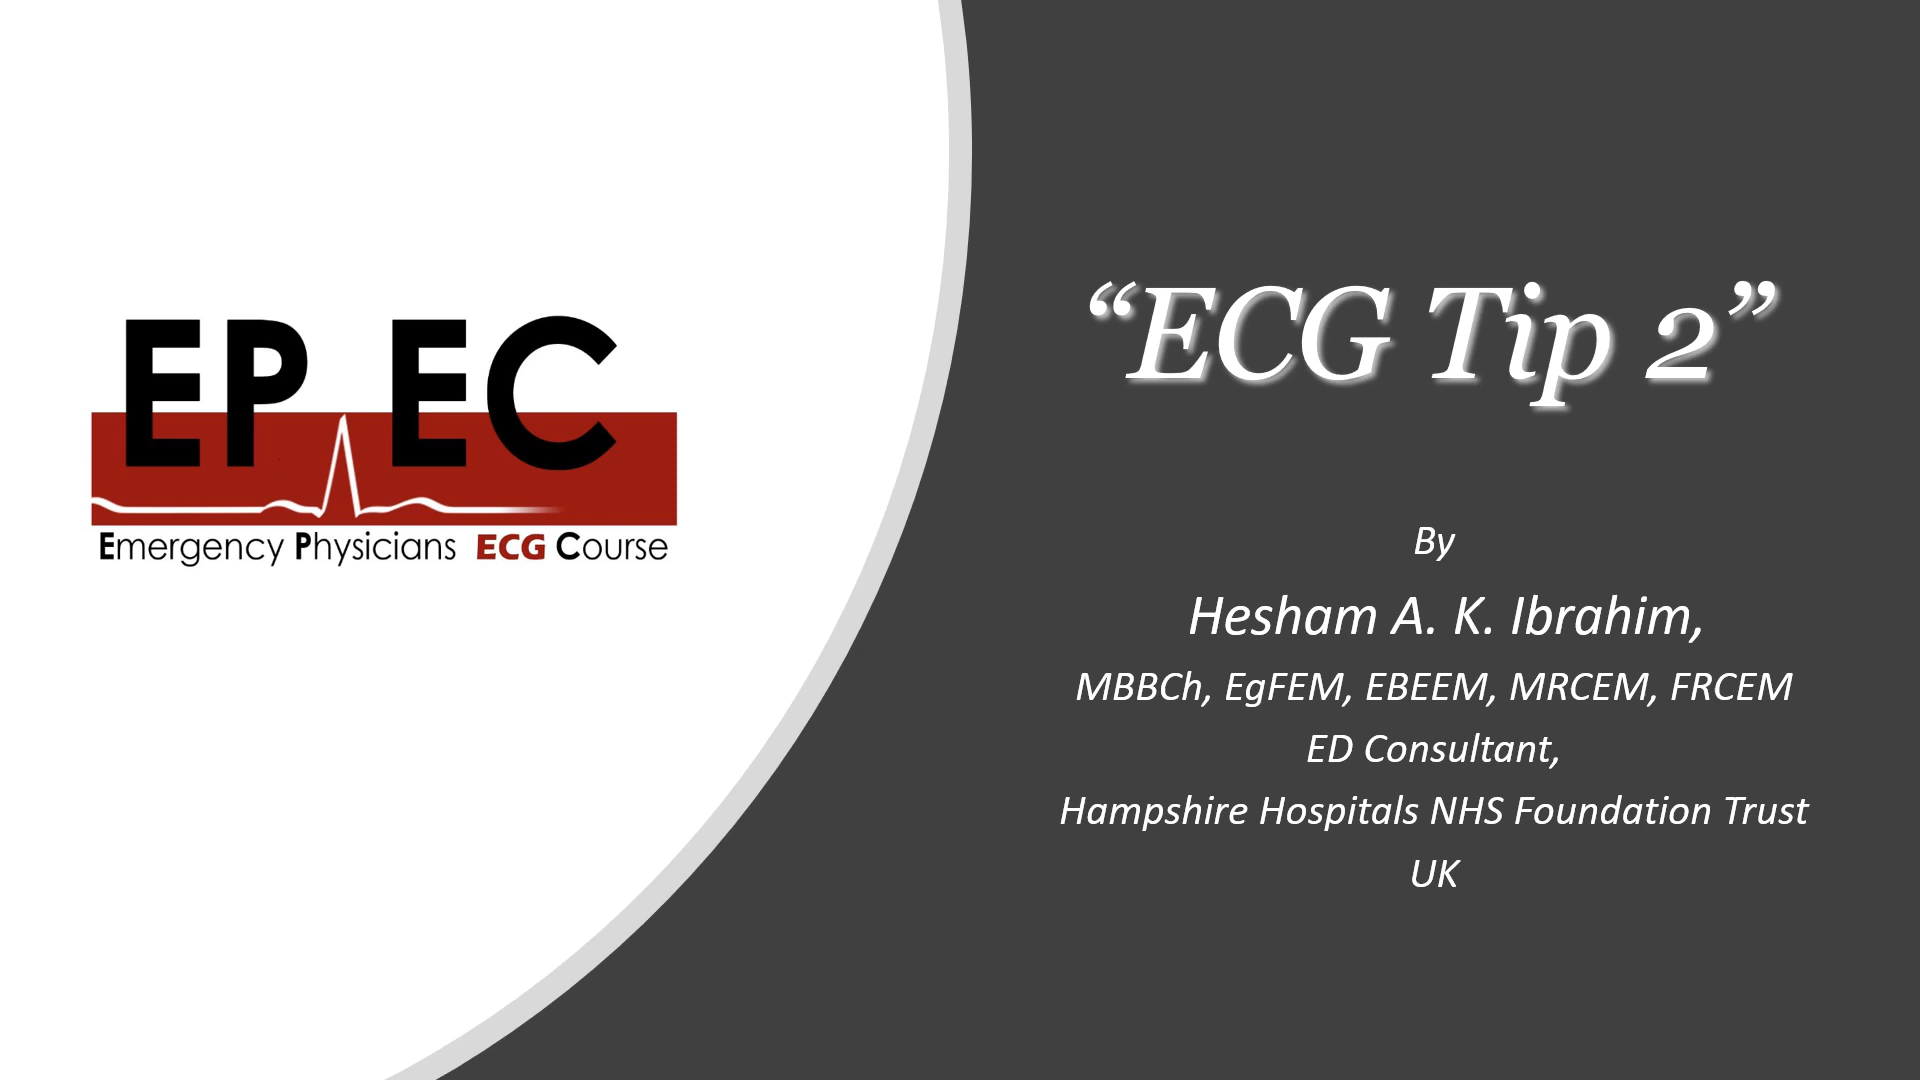 EP EC
Emergency Physicians ECG Course
“ECG Tip 2”
By
Hesham A. K. Ibrahim,
MBBCh, EgFEM, EBEEM, MRCEM, FRCEM
ED Consultant,
Hampshire Hospitals NHS Foundation Trust
UK